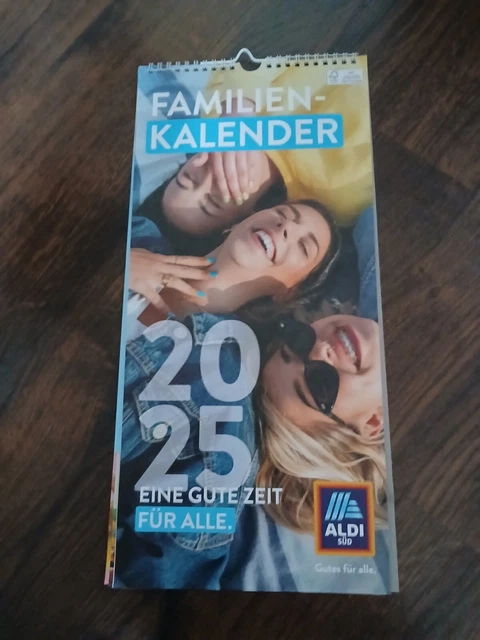 FAMILIEN-
KALENDER
20
25
EINE GUTE ZEIT
FÜR ALLE.
ALDI
SÜD
Gutes für alle.